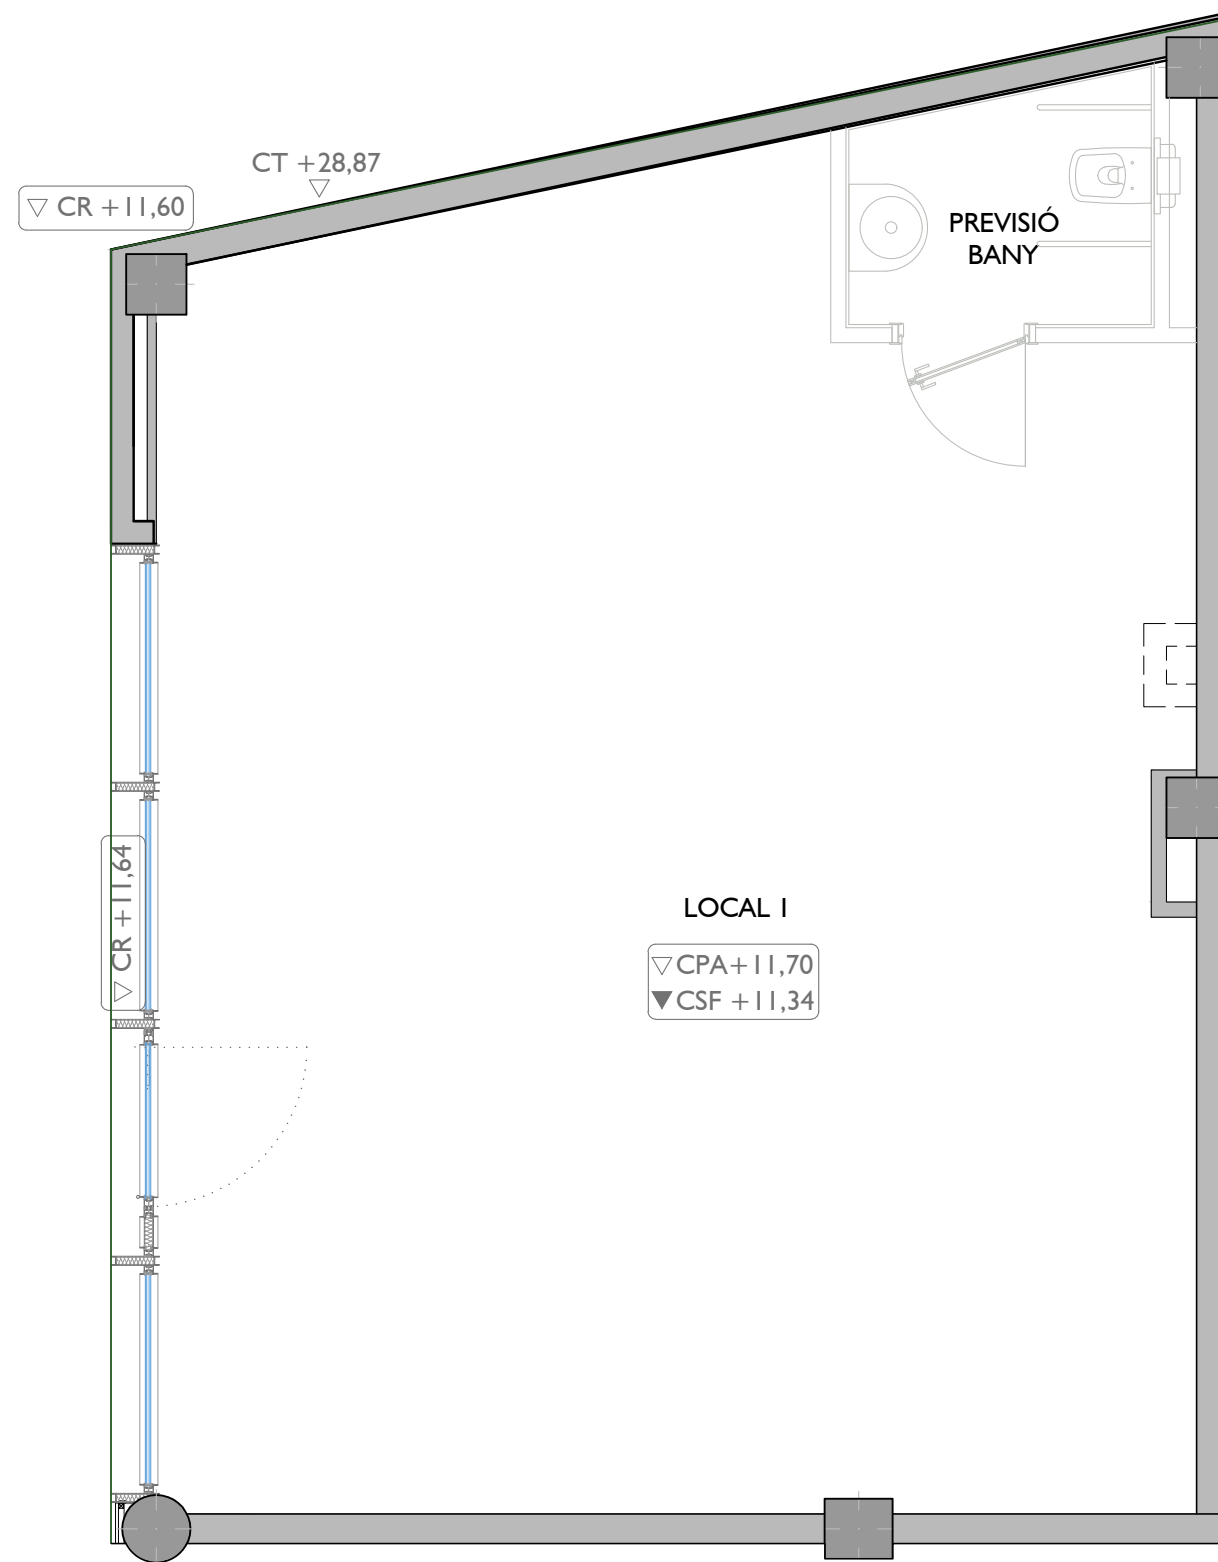 CT +28,87
▽ CR +11,60
PREVISIÓ
BANY
▽ CR +11,64
LOCAL 1
▽ CPA+11,70
▼ CSF +11,34